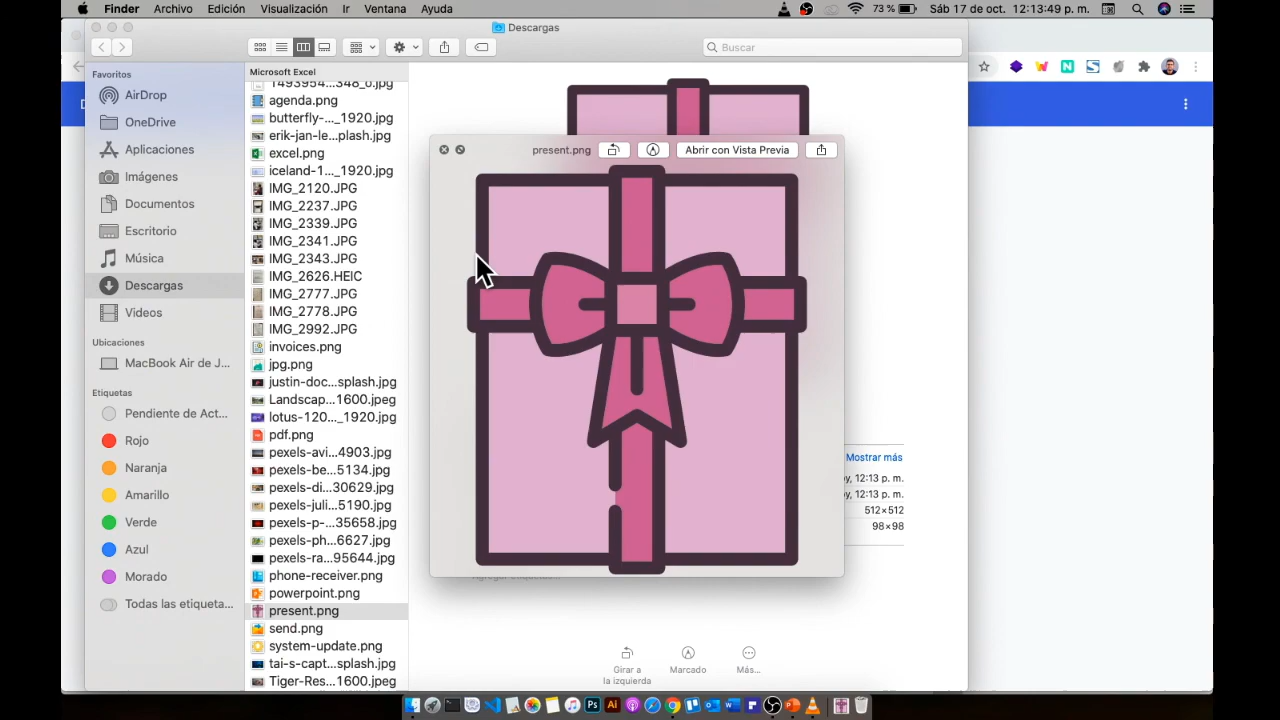 Finder Archivo Edición Visualización Ir Ventana Ayuda 73 % Sáb 17 de oct. 12:13:49 p. m.
Descargas
Buscar
Favoritos
AirDrop
OneDrive
Aplicaciones
Imágenes
Documentos
Escritorio
Música
Descargas
Videos
Ubicaciones
MacBook Air de J...
Etiquetas
Pendiente de Act...
Rojo
Naranja
Amarillo
Verde
Azul
Morado
Todas las etiqueta...
Microsoft Excel
1493954...348_o.jpg
agenda.png
butterfly-..._1920.jpg
erik-jan-le...splash.jpg
excel.png
iceland-1..._1920.jpg
IMG_2120.JPG
IMG_2237.JPG
IMG_2339.JPG
IMG_2341.JPG
IMG_2343.JPG
IMG_2626.HEIC
IMG_2777.JPG
IMG_2778.JPG
IMG_2992.JPG
invoices.png
jpg.png
justin-doc...splash.jpg
Landscap...1600.jpeg
lotus-120..._1920.jpg
pdf.png
pexels-avi...4903.jpg
pexels-be...5134.jpg
pexels-di...30629.jpg
pexels-juli...5190.jpg
pexels-p-...35658.jpg
pexels-ph...6627.jpg
pexels-ra...95644.jpg
phone-receiver.png
powerpoint.png
present.png
send.png
system-update.png
tai-s-capt...splash.jpg
Tiger-Res...1600.jpeg
present.png Abrir con Vista Previa
Mostrar más
12:13 p. m.
12:13 p. m.
512×512
98×98
Girar a
la izquierda
Marcado
Más...